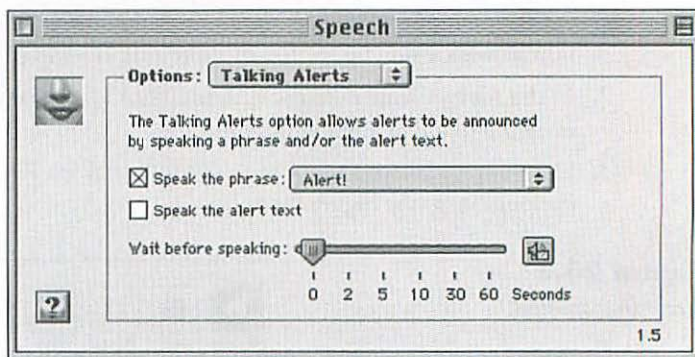 Speech
Options: Talking Alerts
The Talking Alerts option allows alerts to be announced
by speaking a phrase and/or the alert text.
Speak the phrase: Alert!
Speak the alert text
Wait before speaking:
0 2 5 10 30 60 Seconds
?
1.5